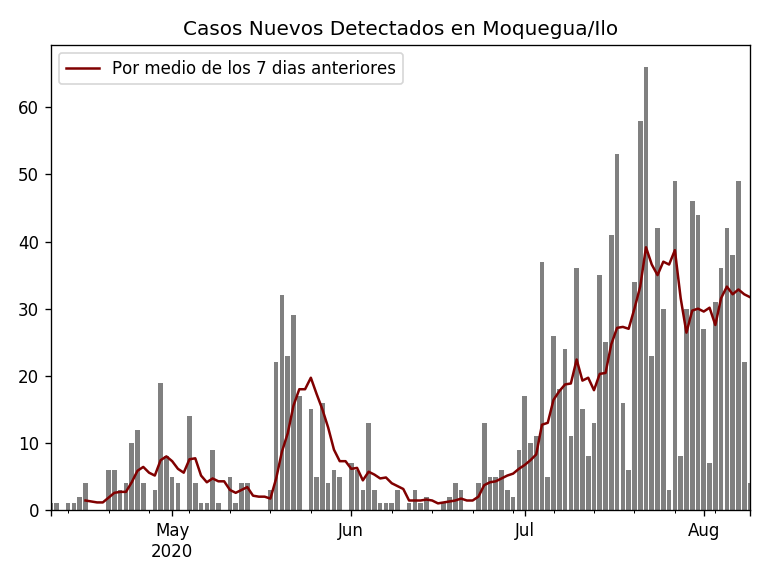 Casos Nuevos Detectados en Moquegua/Ilo
Por medio de los 7 dias anteriores
60
50
40
30
20
10
0
May
2020
Jun
Jul
Aug